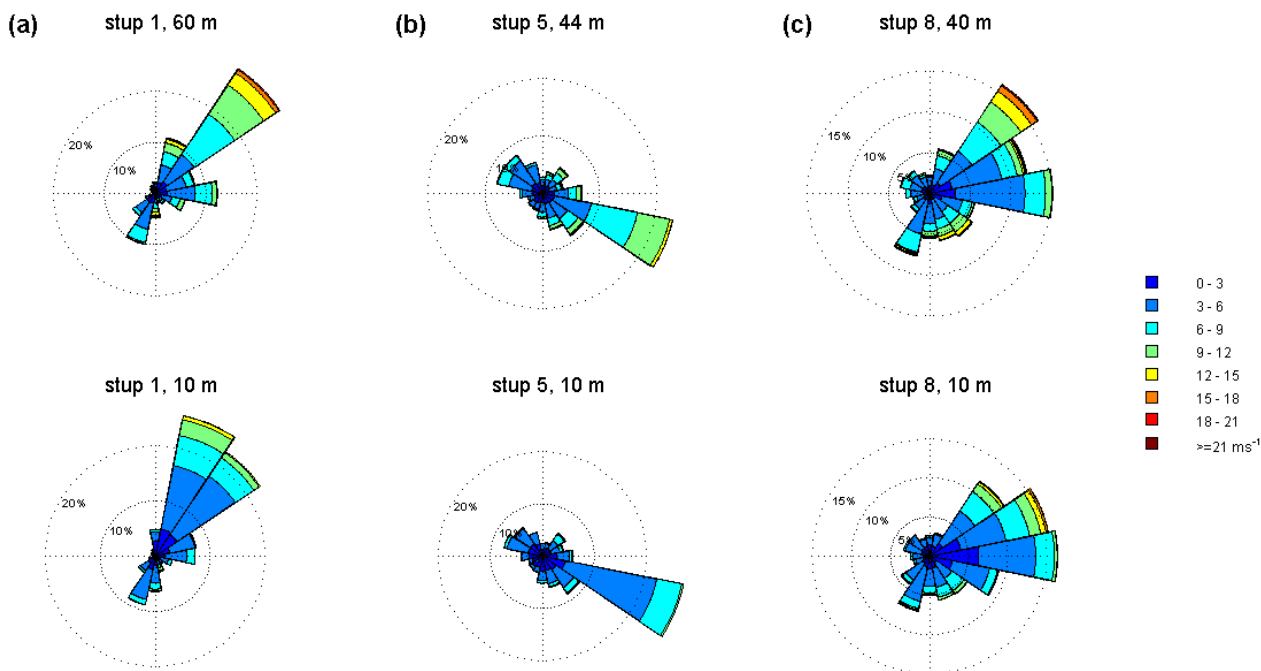 (a) stup 1, 60 m
(b) stup 5, 44 m
(c) stup 8, 40 m
20%
10%
20%
15%
10%
5%
0 - 3
3 - 6
6 - 9
9 - 12
12 - 15
15 - 18
18 - 21
>=21 ms⁻¹
stup 1, 10 m
stup 5, 10 m
stup 8, 10 m
20%
10%
20%
10%
15%
10%
5%